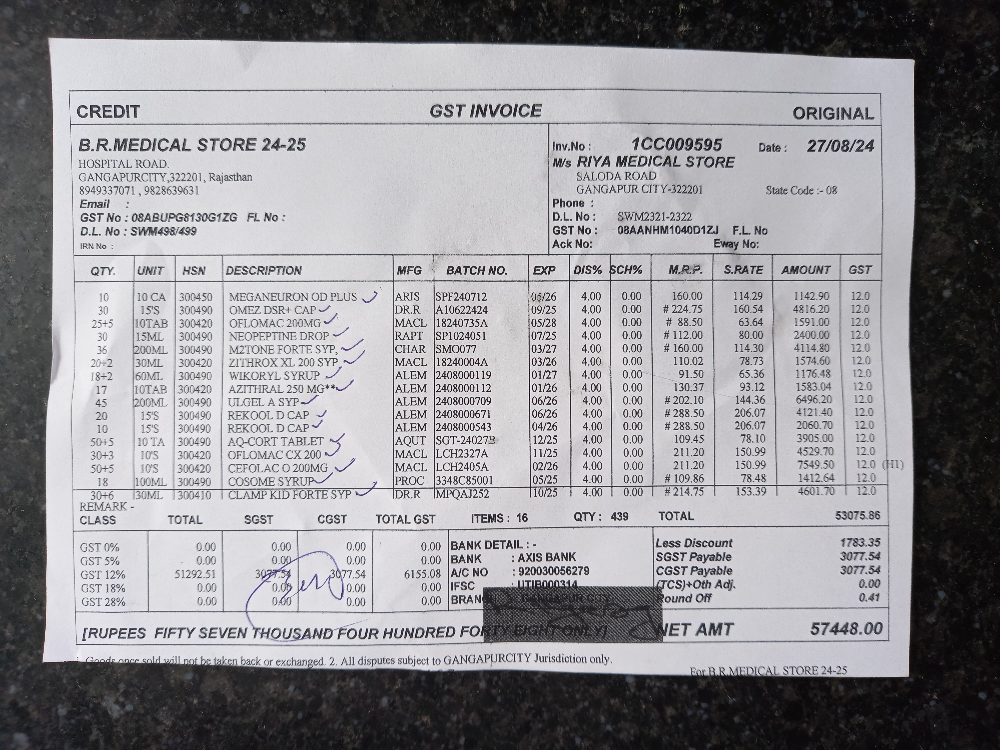 CREDIT GST INVOICE ORIGINAL
B.R.MEDICAL STORE 24-25
HOSPITAL ROAD.
GANGAPURCITY,322201, Rajasthan
8949337071 , 9828639631
Email :
GST No : 08ABUPG8130G1ZG FL No :
D.L. No : SWM498/499
IRN No :
Inv.No : 1CC009595 Date : 27/08/24
M/s RIYA MEDICAL STORE
SALODA ROAD
GANGAPUR CITY-322201 State Code :- 08
Phone :
D.L. No : SWM2321-2322
GST No : 08AANHM1040D1ZJ F.L. No
Ack No: Eway No:
QTY. UNIT HSN DESCRIPTION MFG BATCH NO. EXP DIS% SCH% M.R.P. S.RATE AMOUNT GST
10 10 CA 300450 MEGANEURON OD PLUS ARIS SPF240712 05/26 4.00 0.00 160.00 114.29 1142.90 12.0
30 15'S 300490 OMEZ DSR+ CAP DR.R A10622424 09/25 4.00 0.00 # 224.75 160.54 4816.20 12.0
25+5 10TAB 300420 OFLOMAC 200MG MACL 18240735A 05/28 4.00 0.00 # 88.50 63.64 1591.00 12.0
30 15ML 300490 NEOPEPTINE DROP RAPT SP1024051 07/25 4.00 0.00 # 112.00 80.00 2400.00 12.0
36 200ML 300490 M2TONE FORTE SYP. CHAR SMO077 03/27 4.00 0.00 # 160.00 114.30 4114.80 12.0
20+2 30ML 300420 ZITHROX XL 200 SYP MACL 1824004A 03/26 4.00 0.00 110.02 78.73 1574.60 12.0
18+2 60ML 300490 WIKORYL SYRUP ALEM 2408000119 01/27 4.00 0.00 91.50 65.36 1176.48 12.0
17 10TAB 300420 AZITHRAL 250 MG** ALEM 2408000112 01/26 4.00 0.00 130.37 93.12 1583.04 12.0
45 200ML 300490 ULGEL A SYP ALEM 2408000709 06/26 4.00 0.00 # 202.10 144.36 6496.20 12.0
20 15'S 300490 REKOOL D CAP ALEM 2408000671 06/26 4.00 0.00 # 288.50 206.07 4121.40 12.0
10 15'S 300490 REKOOL D CAP ALEM 2408000543 04/26 4.00 0.00 # 288.50 206.07 2060.70 12.0
50+5 10 TA 300490 AQ-CORT TABLET AQUT SGT-24027B 12/25 4.00 0.00 109.45 78.10 3905.00 12.0
30+3 10'S 300420 OFLOMAC CX 200 MACL LCH2327A 11/25 4.00 0.00 211.20 150.99 4529.70 12.0
50+5 10'S 300420 CEFOLAC O 200MG MACL LCH2405A 02/26 4.00 0.00 211.20 150.99 7549.50 12.0 (H1)
18 100ML 300490 COSOME SYRUP PROC 3348C85001 05/25 4.00 0.00 # 109.86 78.48 1412.64 12.0
30+6 30ML 300410 CLAMP KID FORTE SYP DR.R MPQAJ252 10/25 4.00 0.00 # 214.75 153.39 4601.70 12.0
REMARK -
CLASS TOTAL SGST CGST TOTAL GST ITEMS : 16 QTY : 439 TOTAL 53075.86
GST 0% 0.00 0.00 0.00 0.00 BANK DETAIL : - Less Discount 1783.35
GST 5% 0.00 0.00 0.00 0.00 BANK : AXIS BANK SGST Payable 3077.54
GST 12% 51292.51 3077.54 3077.54 6155.08 A/C NO : 920030056279 CGST Payable 3077.54
GST 18% 0.00 0.00 0.00 0.00 IFSC : UTIB000314 (TCS)+Oth Adj. 0.00
GST 28% 0.00 0.00 0.00 0.00 BRAN Round Off 0.41
[RUPEES FIFTY SEVEN THOUSAND FOUR HUNDRED FORTY EIGHT ONLY] NET AMT 57448.00
Goods once sold will not be taken back or exchanged. 2. All disputes subject to GANGAPURCITY Jurisdiction only.
For B.R.MEDICAL STORE 24-25